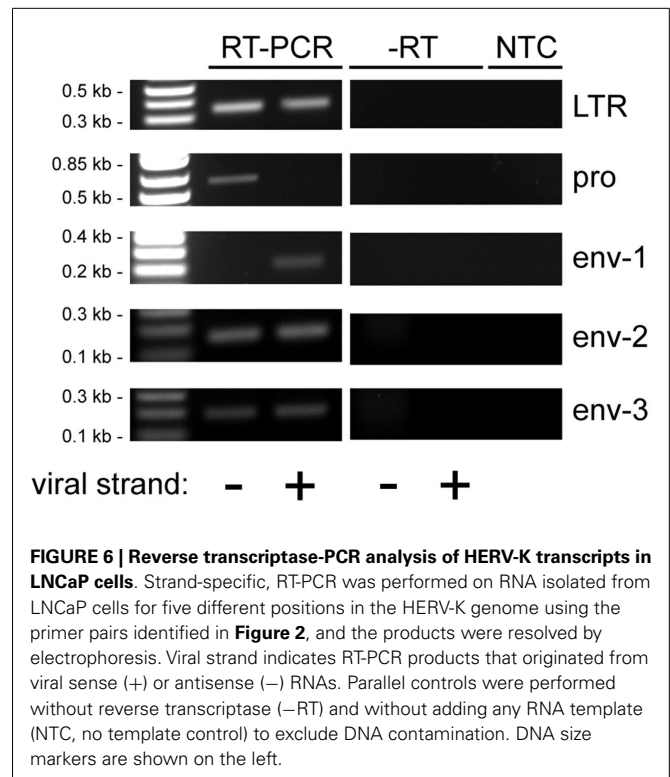 RT-PCR -RT NTC
0.5 kb -
0.3 kb -
LTR
0.85 kb -
0.5 kb -
pro
0.4 kb -
0.2 kb -
env-1
0.3 kb -
0.1 kb -
env-2
0.3 kb -
0.1 kb -
env-3
viral strand: - + - +
FIGURE 6 | Reverse transcriptase-PCR analysis of HERV-K transcripts in
LNCaP cells. Strand-specific, RT-PCR was performed on RNA isolated from
LNCaP cells for five different positions in the HERV-K genome using the
primer pairs identified in Figure 2, and the products were resolved by
electrophoresis. Viral strand indicates RT-PCR products that originated from
viral sense (+) or antisense (−) RNAs. Parallel controls were performed
without reverse transcriptase (−RT) and without adding any RNA template
(NTC, no template control) to exclude DNA contamination. DNA size
markers are shown on the left.